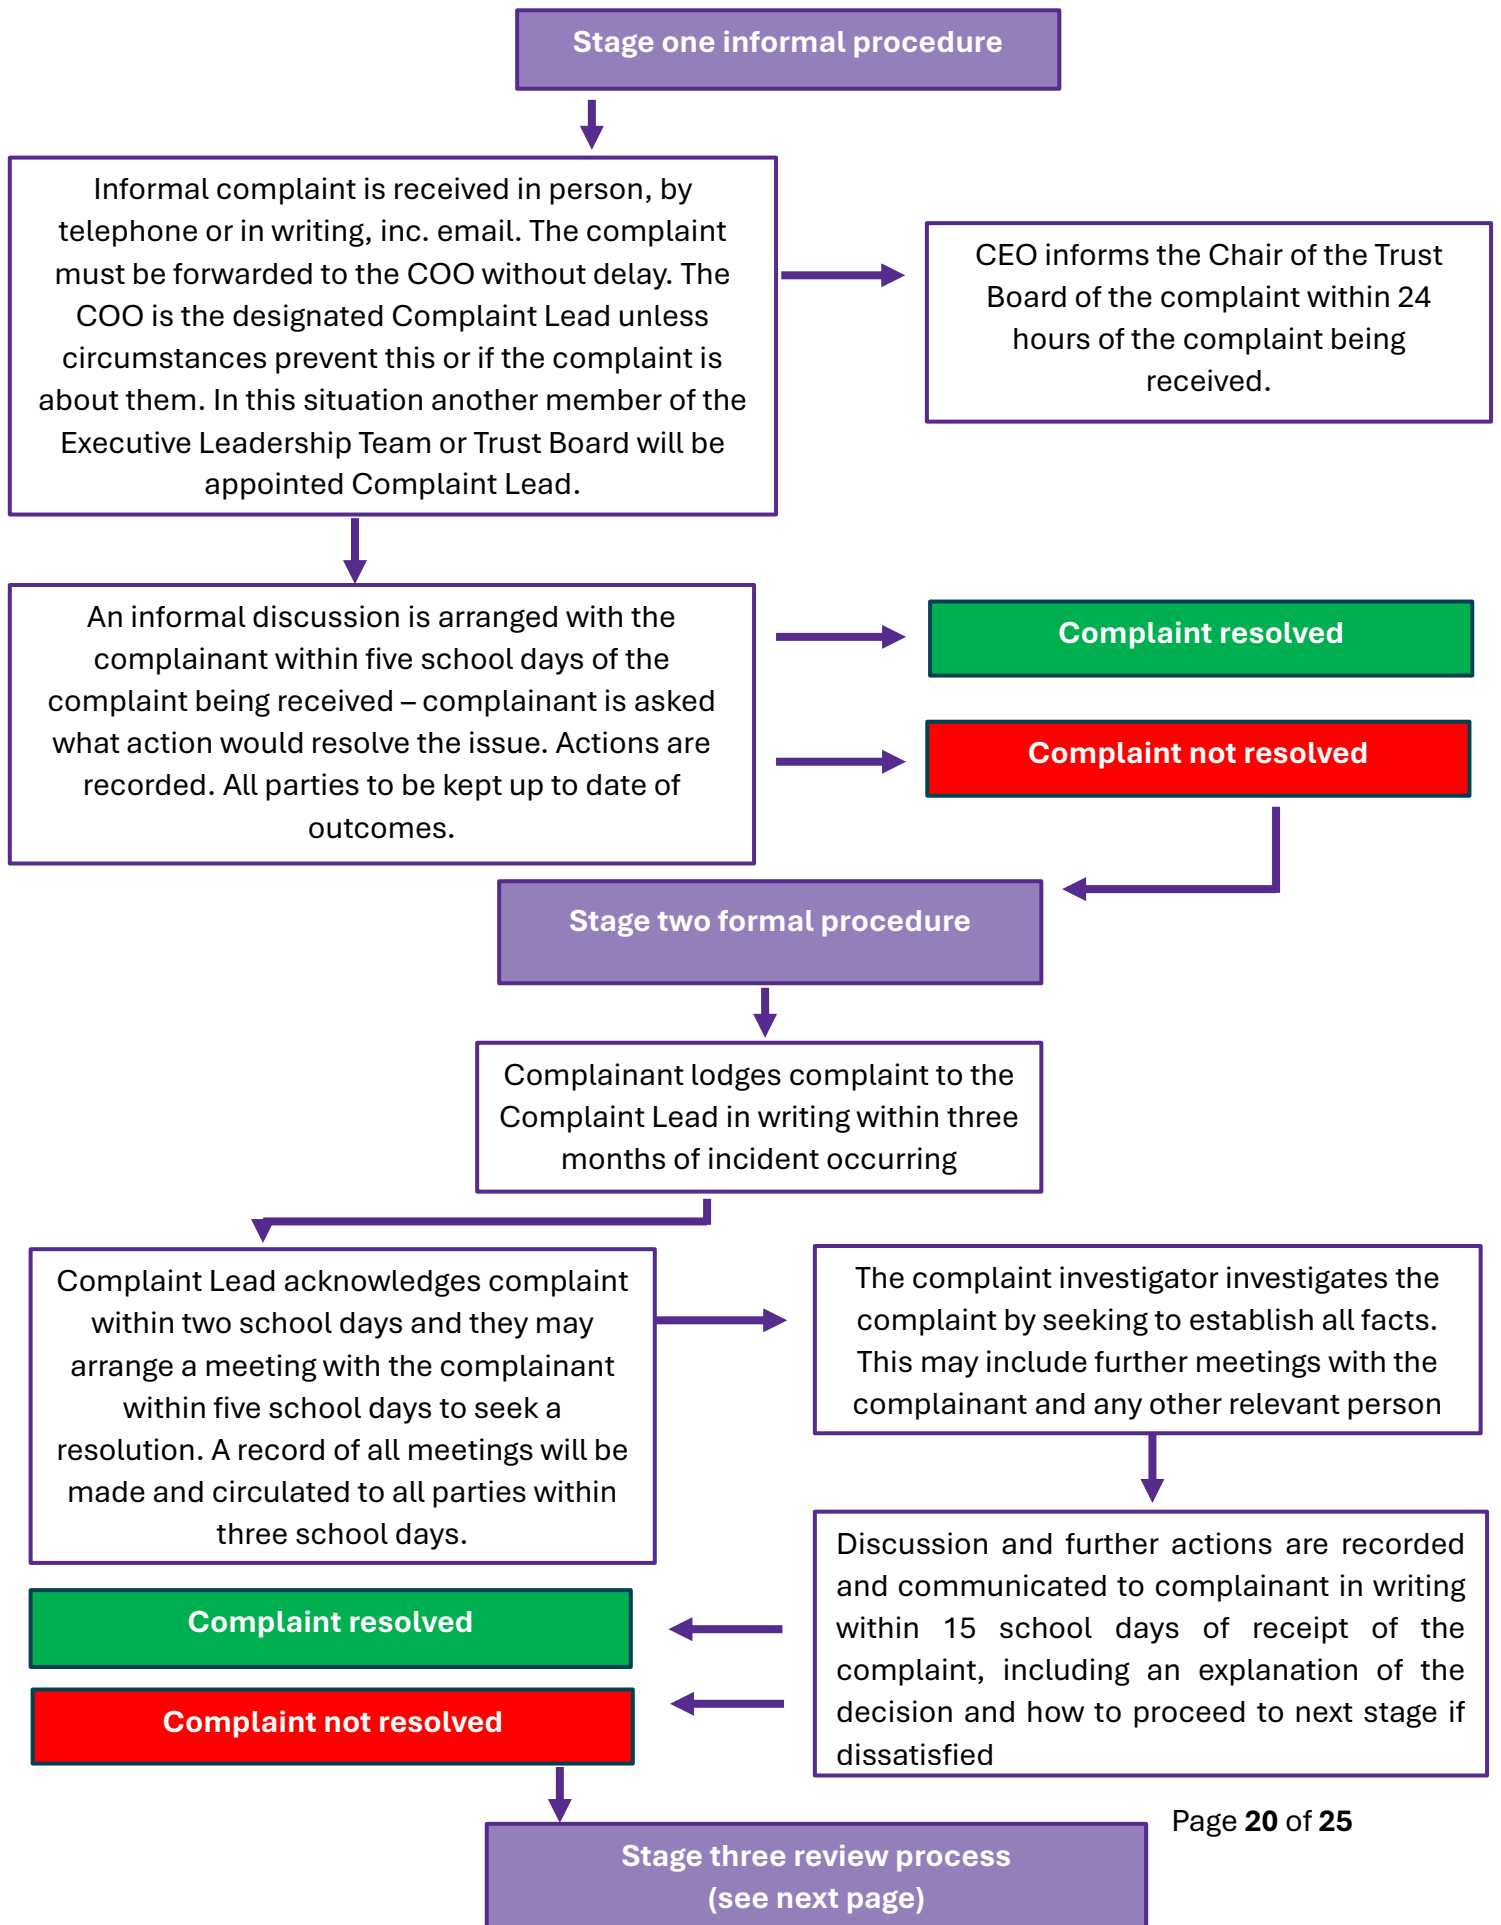 Stage one informal procedure
Informal complaint is received in person, by
telephone or in writing, inc. email. The complaint
must be forwarded to the COO without delay. The
COO is the designated Complaint Lead unless
circumstances prevent this or if the complaint is
about them. In this situation another member of the
Executive Leadership Team or Trust Board will be
appointed Complaint Lead.
CEO informs the Chair of the Trust
Board of the complaint within 24
hours of the complaint being
received.
An informal discussion is arranged with the
complainant within five school days of the
complaint being received – complainant is asked
what action would resolve the issue. Actions are
recorded. All parties to be kept up to date of
outcomes.
Complaint resolved
Complaint not resolved
Stage two formal procedure
Complainant lodges complaint to the
Complaint Lead in writing within three
months of incident occurring
Complaint Lead acknowledges complaint
within two school days and they may
arrange a meeting with the complainant
within five school days to seek a
resolution. A record of all meetings will be
made and circulated to all parties within
three school days.
The complaint investigator investigates the
complaint by seeking to establish all facts.
This may include further meetings with the
complainant and any other relevant person
Discussion and further actions are recorded
and communicated to complainant in writing
within 15 school days of receipt of the
complaint, including an explanation of the
decision and how to proceed to next stage if
dissatisfied
Complaint resolved
Complaint not resolved
Page 20 of 25
Stage three review process
(see next page)